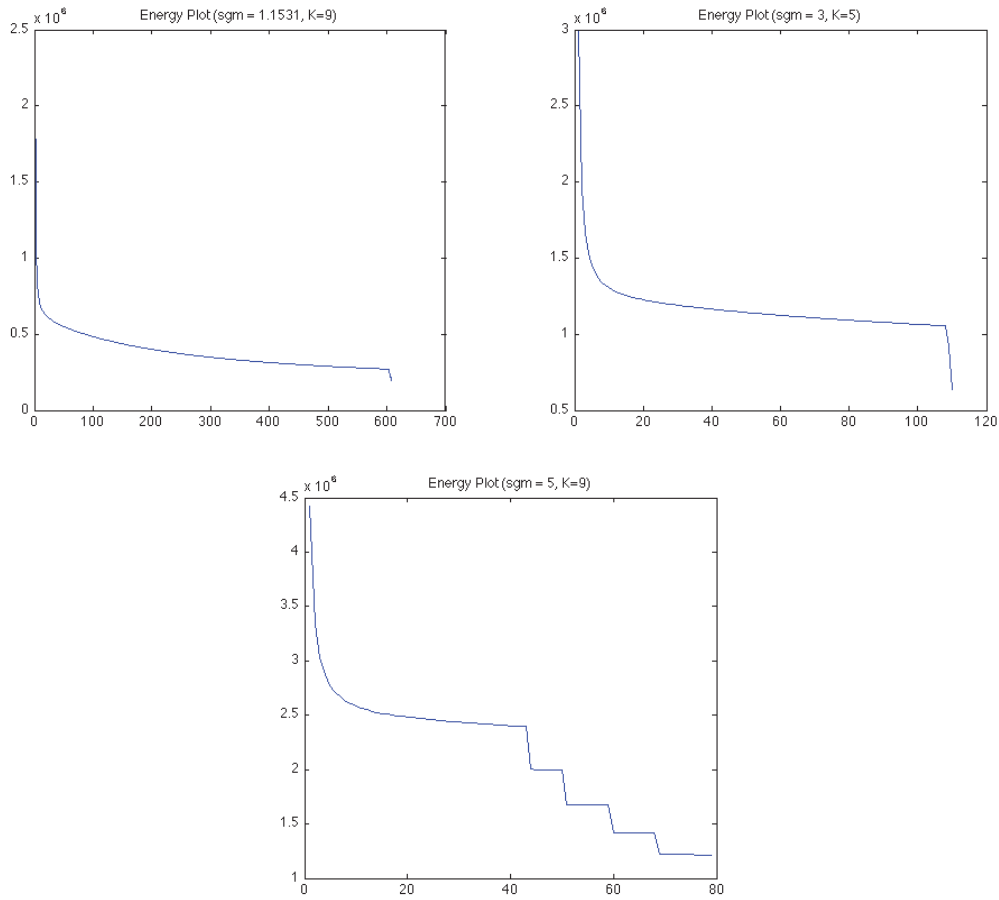 Energy Plot (sgm = 1.1531, K=9)
x 10^6
2.5
2
1.5
1
0.5
0
0 100 200 300 400 500 600 700
Energy Plot (sgm = 3, K=5)
x 10^6
3
2.5
2
1.5
1
0.5
0 20 40 60 80 100 120
Energy Plot (sgm = 5, K=9)
x 10^6
4.5
4
3.5
3
2.5
2
1.5
1
0 20 40 60 80